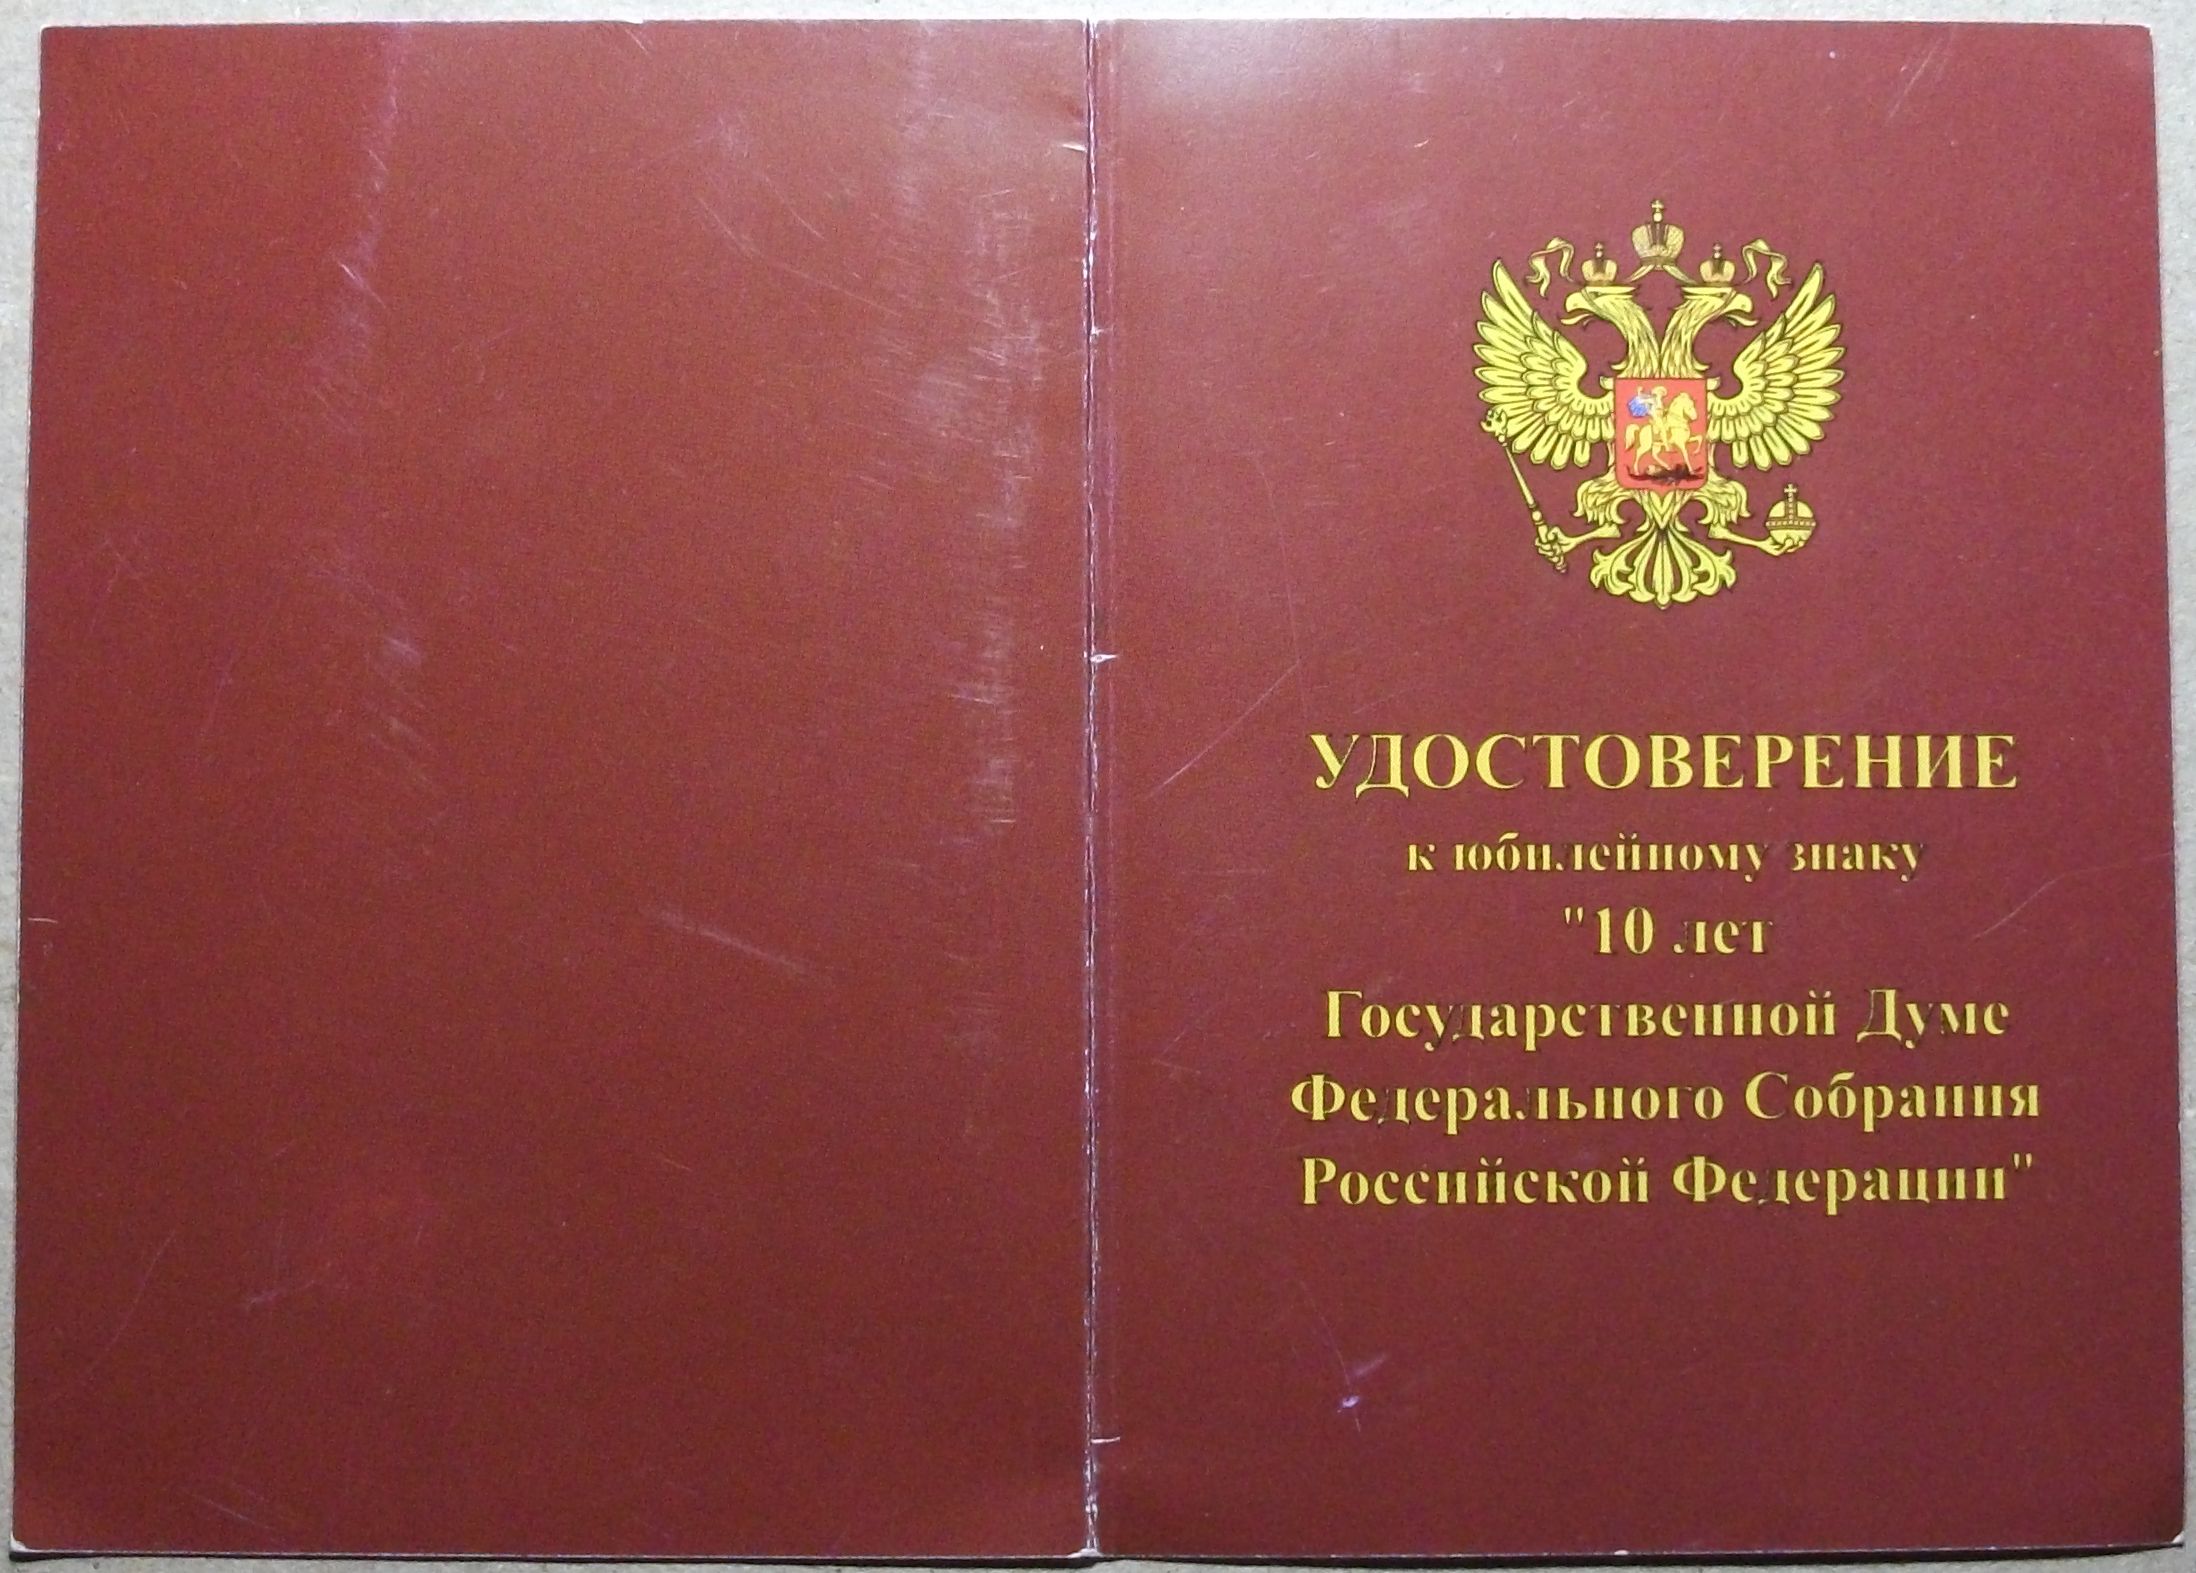 УДОСТОВЕРЕНИЕ
к юбилейному знаку
"10 лет
Государственной Думе
Федерального Собрания
Российской Федерации"